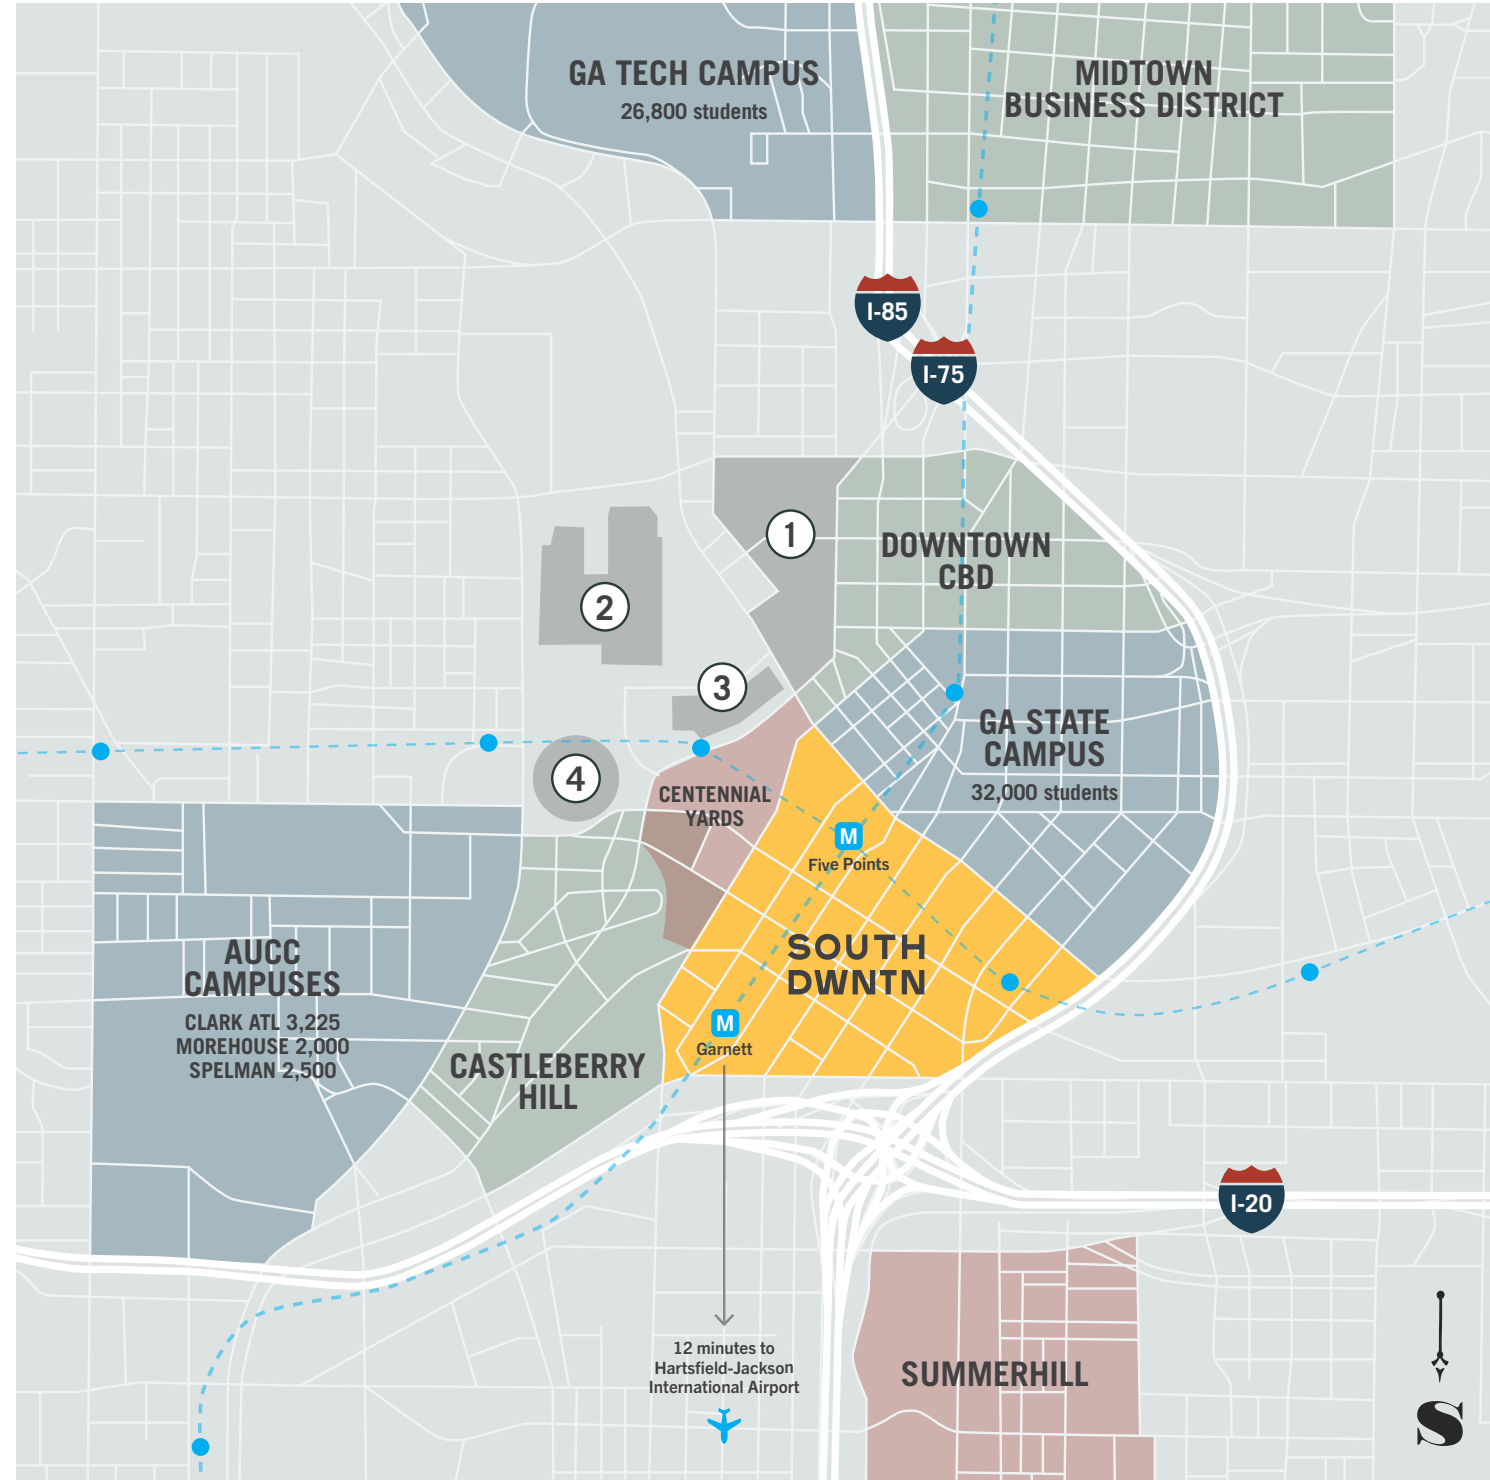 GA TECH CAMPUS
26,800 students
MIDTOWN
BUSINESS DISTRICT
I-85
I-75
1
DOWNTOWN
CBD
2
3
GA STATE
CAMPUS
32,000 students
4
CENTENNIAL
YARDS
M
Five Points
AUCC
CAMPUSES
CLARK ATL 3,225
MOREHOUSE 2,000
SPELMAN 2,500
SOUTH
DWNTN
M
Garnett
CASTLEBERRY
HILL
I-20
12 minutes to
Hartsfield-Jackson
International Airport
SUMMERHILL
S